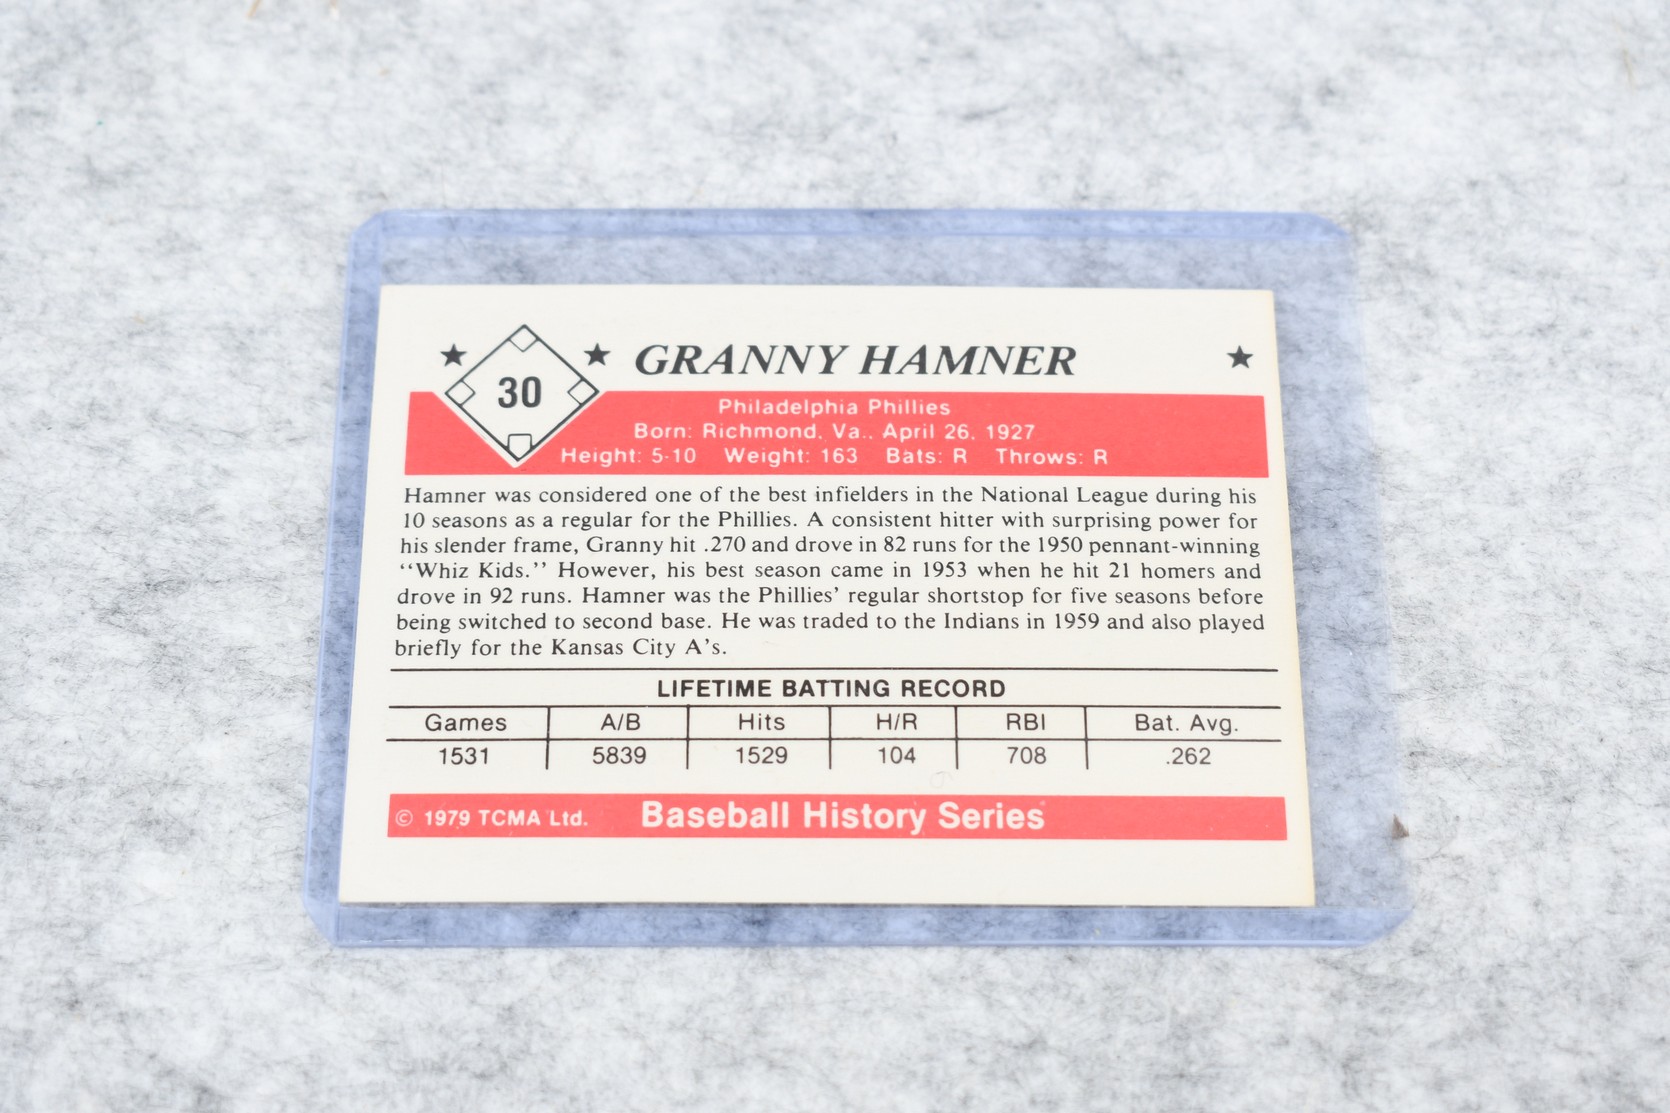 30
GRANNY HAMNER
Philadelphia Phillies
Born: Richmond, Va., April 26, 1927
Height: 5-10 Weight: 163 Bats: R Throws: R
Hamner was considered one of the best infielders in the National League during his
10 seasons as a regular for the Phillies. A consistent hitter with surprising power for
his slender frame, Granny hit .270 and drove in 82 runs for the 1950 pennant-winning
‘‘Whiz Kids.’’ However, his best season came in 1953 when he hit 21 homers and
drove in 92 runs. Hamner was the Phillies’ regular shortstop for five seasons before
being switched to second base. He was traded to the Indians in 1959 and also played
briefly for the Kansas City A’s.
LIFETIME BATTING RECORD
Games A/B Hits H/R RBI Bat. Avg.
1531 5839 1529 104 708 .262
© 1979 TCMA Ltd. Baseball History Series